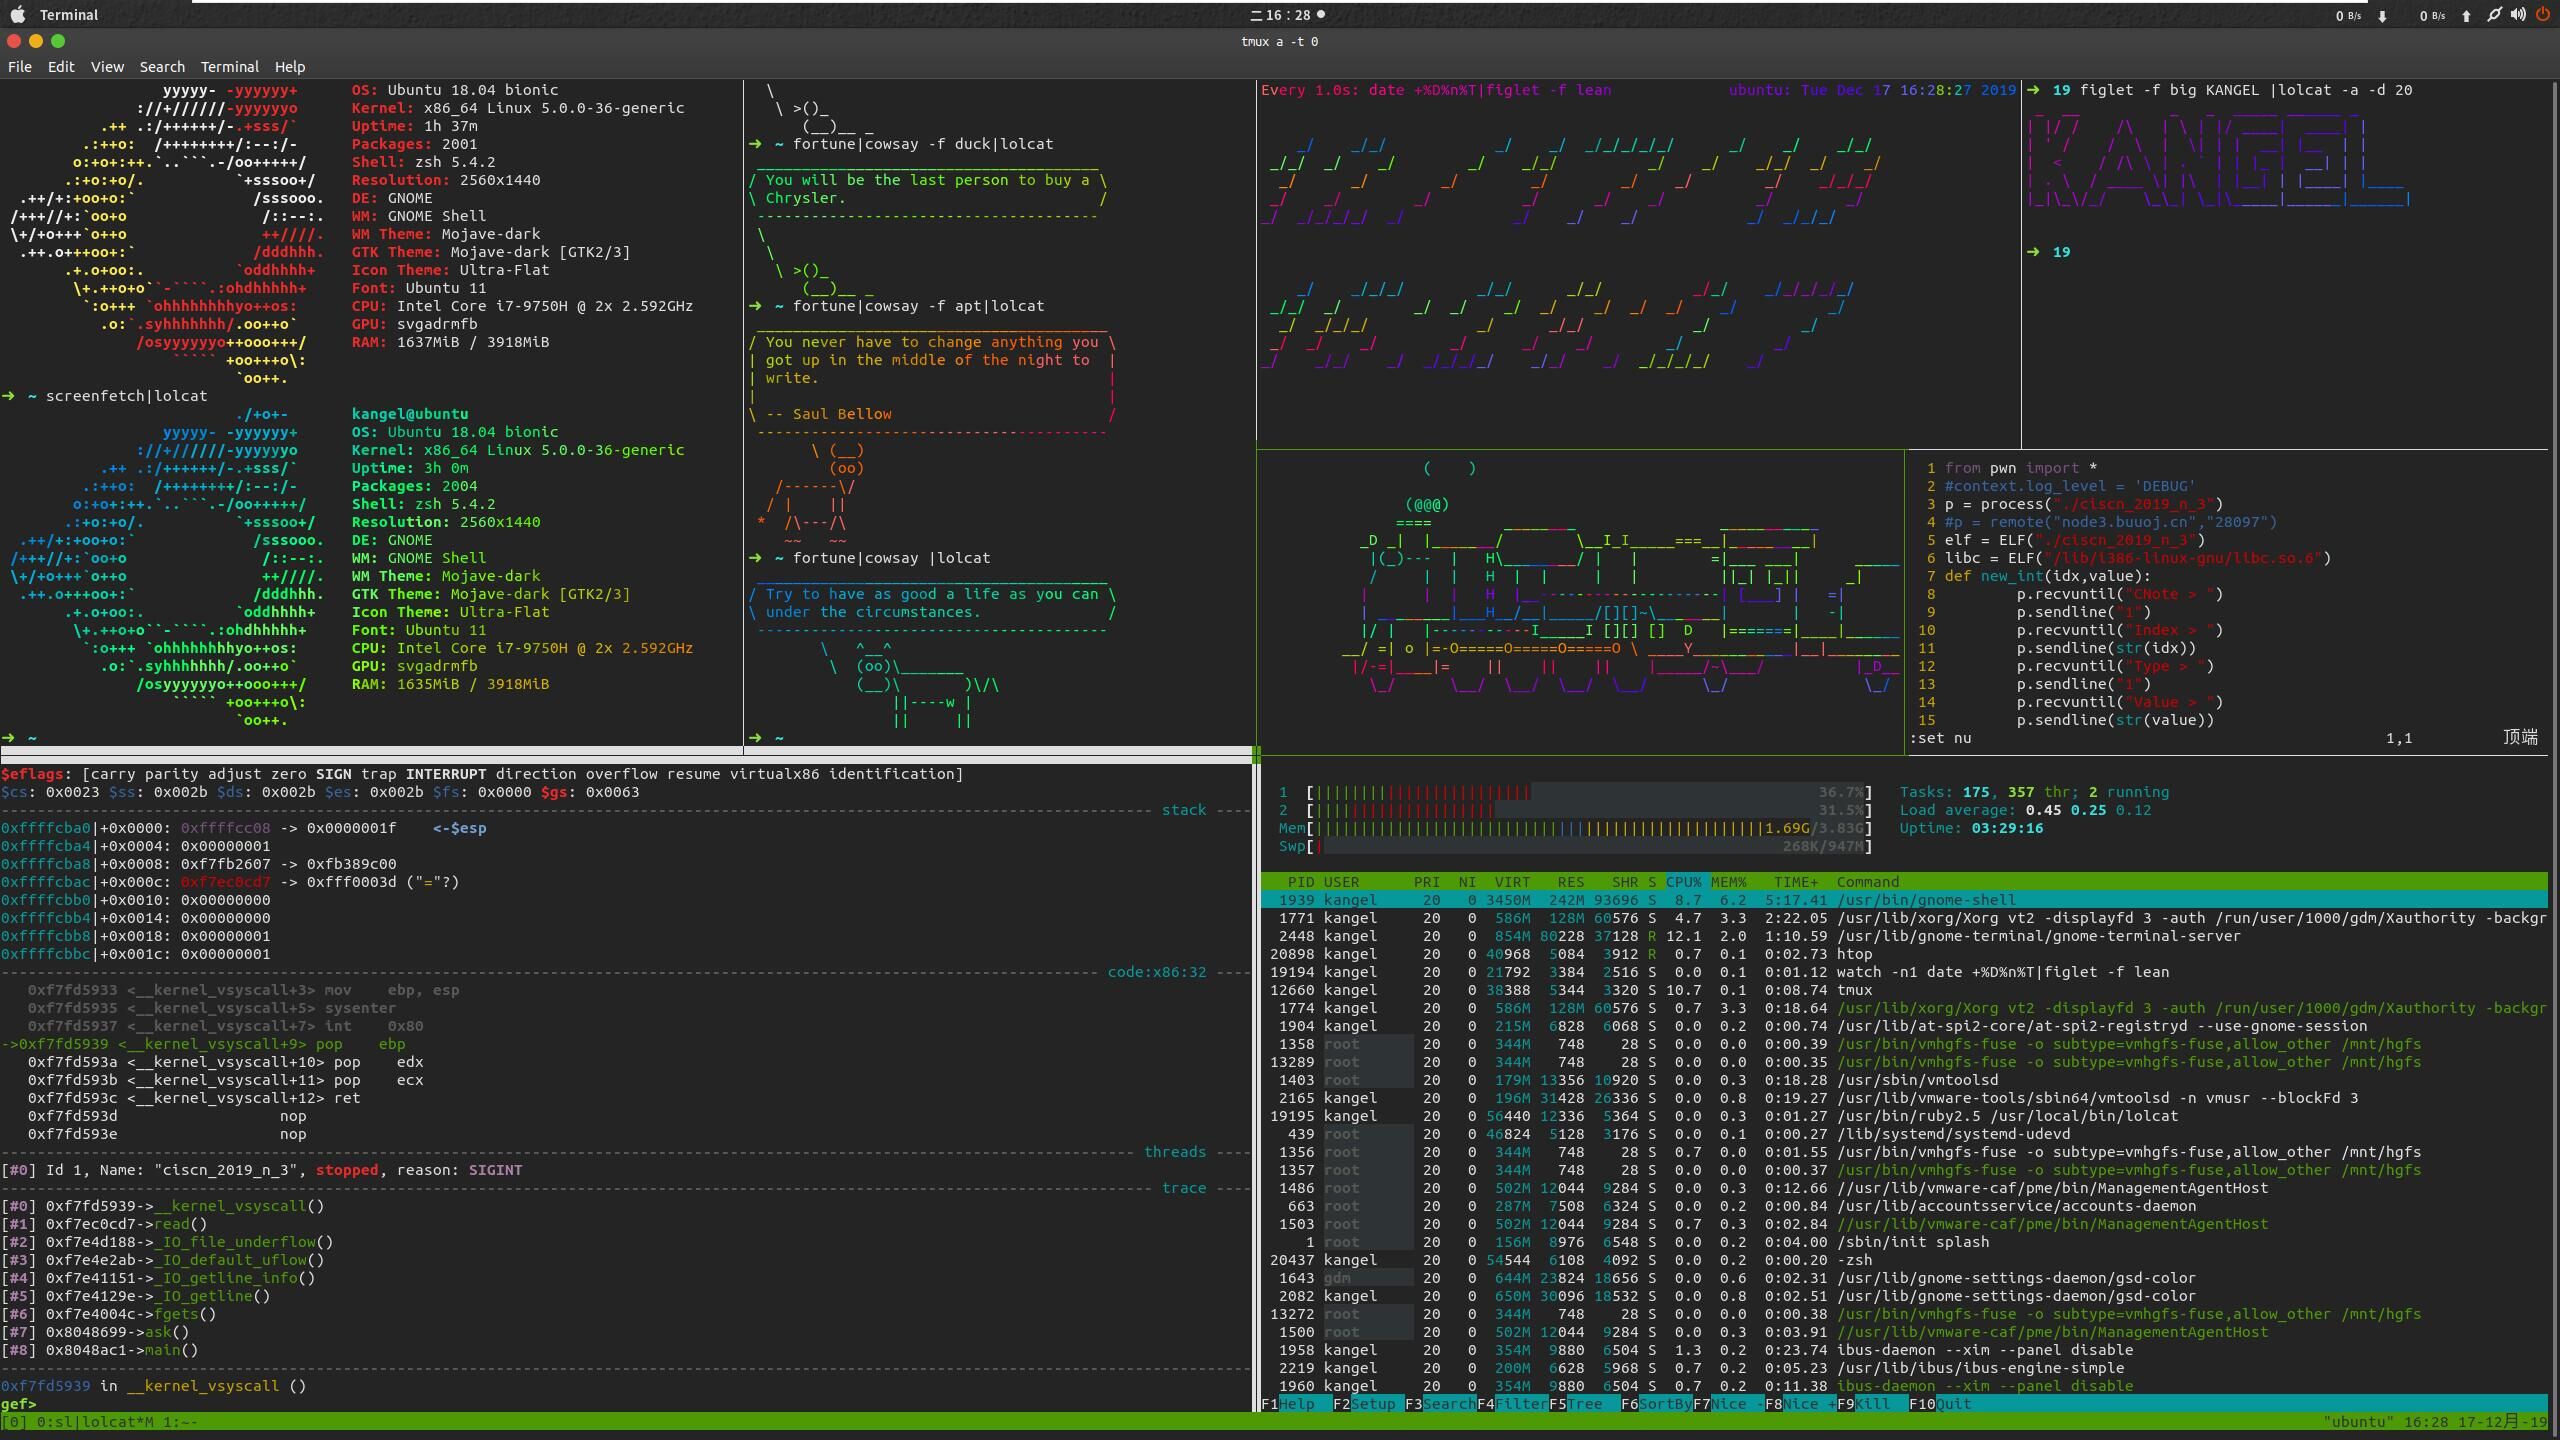 Terminal
二16：28
0 B/s 0 B/s
tmux a -t 0
File Edit View Search Terminal Help
OS: Ubuntu 18.04 bionic
Kernel: x86_64 Linux 5.0.0-36-generic
Uptime: 1h 37m
Packages: 2001
Shell: zsh 5.4.2
Resolution: 2560x1440
DE: GNOME
WM: GNOME Shell
WM Theme: Mojave-dark
GTK Theme: Mojave-dark [GTK2/3]
Icon Theme: Ultra-Flat
Font: Ubuntu 11
CPU: Intel Core i7-9750H @ 2x 2.592GHz
GPU: svgadrmfb
RAM: 1637MiB / 3918MiB
➜ ~ screenfetch|lolcat
kangel@ubuntu
OS: Ubuntu 18.04 bionic
Kernel: x86_64 Linux 5.0.0-36-generic
Uptime: 3h 0m
Packages: 2004
Shell: zsh 5.4.2
Resolution: 2560x1440
DE: GNOME
WM: GNOME Shell
WM Theme: Mojave-dark
GTK Theme: Mojave-dark [GTK2/3]
Icon Theme: Ultra-Flat
Font: Ubuntu 11
CPU: Intel Core i7-9750H @ 2x 2.592GHz
GPU: svgadrmfb
RAM: 1635MiB / 3918MiB
➜ ~
➜ ~ fortune|cowsay -f duck|lolcat
/ You will be the last person to buy a \
\ Chrysler. /
➜ ~ fortune|cowsay -f apt|lolcat
/ You never have to change anything you \
| got up in the middle of the night to |
| write. |
\ -- Saul Bellow /
➜ ~ fortune|cowsay |lolcat
/ Try to have as good a life as you can \
\ under the circumstances. /
➜ ~
Every 1.0s: date +%D%n%T|figlet -f lean ubuntu: Tue Dec 17 16:28:27 2019
12/17/19
16:28:27
➜ 19 figlet -f big KANGEL |lolcat -a -d 20
KANGEL
➜ 19
1 from pwn import *
2 #context.log_level = 'DEBUG'
3 p = process("./ciscn_2019_n_3")
4 #p = remote("node3.buuoj.cn","28097")
5 elf = ELF("./ciscn_2019_n_3")
6 libc = ELF("/lib/i386-linux-gnu/libc.so.6")
7 def new_int(idx,value):
8 p.recvuntil("CNote > ")
9 p.sendline("1")
10 p.recvuntil("Index > ")
11 p.sendline(str(idx))
12 p.recvuntil("Type > ")
13 p.sendline("1")
14 p.recvuntil("Value > ")
15 p.sendline(str(value))
:set nu 1,1 顶端
$eflags: [carry parity adjust zero SIGN trap INTERRUPT direction overflow resume virtualx86 identification]
$cs: 0x0023 $ss: 0x002b $ds: 0x002b $es: 0x002b $fs: 0x0000 $gs: 0x0063
stack
0xffffcba0|+0x0000: 0xffffcc08 -> 0x0000001f <-$esp
0xffffcba4|+0x0004: 0x00000001
0xffffcba8|+0x0008: 0xf7fb2607 -> 0xfb389c00
0xffffcbac|+0x000c: 0xf7ec0cd7 -> 0xfff0003d ("="?)
0xffffcbb0|+0x0010: 0x00000000
0xffffcbb4|+0x0014: 0x00000000
0xffffcbb8|+0x0018: 0x00000001
0xffffcbbc|+0x001c: 0x00000001
code:x86:32
0xf7fd5933 <__kernel_vsyscall+3> mov ebp, esp
0xf7fd5935 <__kernel_vsyscall+5> sysenter
0xf7fd5937 <__kernel_vsyscall+7> int 0x80
->0xf7fd5939 <__kernel_vsyscall+9> pop ebp
0xf7fd593a <__kernel_vsyscall+10> pop edx
0xf7fd593b <__kernel_vsyscall+11> pop ecx
0xf7fd593c <__kernel_vsyscall+12> ret
0xf7fd593d nop
0xf7fd593e nop
threads
[#0] Id 1, Name: "ciscn_2019_n_3", stopped, reason: SIGINT
trace
[#0] 0xf7fd5939->__kernel_vsyscall()
[#1] 0xf7ec0cd7->read()
[#2] 0xf7e4d188->_IO_file_underflow()
[#3] 0xf7e4e2ab->_IO_default_uflow()
[#4] 0xf7e41151->_IO_getline_info()
[#5] 0xf7e4129e->_IO_getline()
[#6] 0xf7e4004c->fgets()
[#7] 0x8048699->ask()
[#8] 0x8048ac1->main()
0xf7fd5939 in __kernel_vsyscall ()
gef>
1 [36.7%] Tasks: 175, 357 thr; 2 running
2 [31.5%] Load average: 0.45 0.25 0.12
Mem[1.69G/3.83G] Uptime: 03:29:16
Swp[268K/947M]
PID USER PRI NI VIRT RES SHR S CPU% MEM% TIME+ Command
1939 kangel 20 0 3450M 242M 93696 S 8.7 6.2 5:17.41 /usr/bin/gnome-shell
1771 kangel 20 0 586M 128M 60576 S 4.7 3.3 2:22.05 /usr/lib/xorg/Xorg vt2 -displayfd 3 -auth /run/user/1000/gdm/Xauthority -backgr
2448 kangel 20 0 854M 80228 37128 R 12.1 2.0 1:10.59 /usr/lib/gnome-terminal/gnome-terminal-server
20898 kangel 20 0 40968 5084 3912 R 0.7 0.1 0:02.73 htop
19194 kangel 20 0 21792 3384 2516 S 0.0 0.1 0:01.12 watch -n1 date +%D%n%T|figlet -f lean
12660 kangel 20 0 38388 5344 3320 S 10.7 0.1 0:08.74 tmux
1774 kangel 20 0 586M 128M 60576 S 0.7 3.3 0:18.64 /usr/lib/xorg/Xorg vt2 -displayfd 3 -auth /run/user/1000/gdm/Xauthority -backgr
1904 kangel 20 0 215M 6828 6068 S 0.0 0.2 0:00.74 /usr/lib/at-spi2-core/at-spi2-registryd --use-gnome-session
1358 root 20 0 344M 748 28 S 0.0 0.0 0:00.39 /usr/bin/vmhgfs-fuse -o subtype=vmhgfs-fuse,allow_other /mnt/hgfs
13289 root 20 0 344M 748 28 S 0.0 0.0 0:00.35 /usr/bin/vmhgfs-fuse -o subtype=vmhgfs-fuse,allow_other /mnt/hgfs
1403 root 20 0 179M 13356 10920 S 0.0 0.3 0:18.28 /usr/sbin/vmtoolsd
2165 kangel 20 0 196M 31428 26336 S 0.0 0.8 0:19.27 /usr/lib/vmware-tools/sbin64/vmtoolsd -n vmusr --blockFd 3
19195 kangel 20 0 56440 12336 5364 S 0.0 0.3 0:01.27 /usr/bin/ruby2.5 /usr/local/bin/lolcat
439 root 20 0 46824 5128 3176 S 0.0 0.1 0:00.27 /lib/systemd/systemd-udevd
1356 root 20 0 344M 748 28 S 0.7 0.0 0:01.55 /usr/bin/vmhgfs-fuse -o subtype=vmhgfs-fuse,allow_other /mnt/hgfs
1357 root 20 0 344M 748 28 S 0.7 0.0 0:00.37 /usr/bin/vmhgfs-fuse -o subtype=vmhgfs-fuse,allow_other /mnt/hgfs
1486 root 20 0 502M 12044 9284 S 0.0 0.3 0:12.66 //usr/lib/vmware-caf/pme/bin/ManagementAgentHost
663 root 20 0 287M 7508 6324 S 0.0 0.2 0:00.84 /usr/lib/accountsservice/accounts-daemon
1503 root 20 0 502M 12044 9284 S 0.7 0.3 0:02.84 //usr/lib/vmware-caf/pme/bin/ManagementAgentHost
1 root 20 0 156M 8976 6548 S 0.0 0.2 0:04.00 /sbin/init splash
20437 kangel 20 0 54544 6108 4092 S 0.0 0.2 0:00.20 -zsh
1643 gdm 20 0 644M 23824 18656 S 0.0 0.6 0:02.31 /usr/lib/gnome-settings-daemon/gsd-color
2082 kangel 20 0 650M 30096 18532 S 0.0 0.8 0:02.51 /usr/lib/gnome-settings-daemon/gsd-color
13272 root 20 0 344M 748 28 S 0.0 0.0 0:00.38 /usr/bin/vmhgfs-fuse -o subtype=vmhgfs-fuse,allow_other /mnt/hgfs
1500 root 20 0 502M 12044 9284 S 0.0 0.3 0:03.91 //usr/lib/vmware-caf/pme/bin/ManagementAgentHost
1958 kangel 20 0 354M 9880 6504 S 1.3 0.2 0:23.74 ibus-daemon --xim --panel disable
2219 kangel 20 0 200M 6628 5968 S 0.7 0.2 0:05.23 /usr/lib/ibus/ibus-engine-simple
1960 kangel 20 0 354M 9880 6504 S 0.7 0.2 0:11.38 ibus-daemon --xim --panel disable
F1Help F2Setup F3SearchF4FilterF5Tree F6SortByF7Nice -F8Nice +F9Kill F10Quit
[0] 0:sl|lolcat*M 1:~- "ubuntu" 16:28 17-12月-19